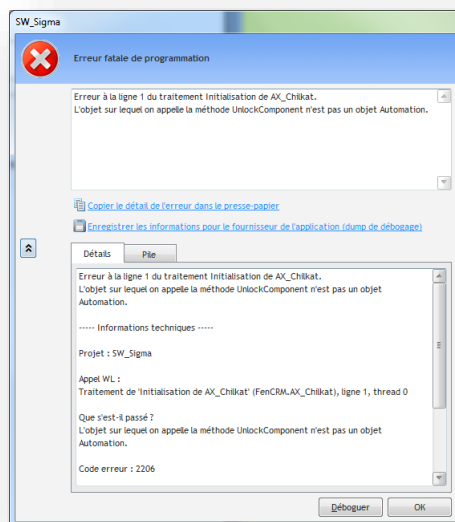 SW_Sigma
Erreur fatale de programmation
Erreur à la ligne 1 du traitement Initialisation de AX_Chilkat.
L'objet sur lequel on appelle la méthode UnlockComponent n'est pas un objet Automation.
Copier le détail de l'erreur dans le presse-papier
Enregistrer les informations pour le fournisseur de l'application (dump de débogage)
Détails
Pile
Erreur à la ligne 1 du traitement Initialisation de AX_Chilkat.
L'objet sur lequel on appelle la méthode UnlockComponent n'est pas un objet
Automation.
----- Informations techniques -----
Projet : SW_Sigma
Appel WL :
Traitement de 'Initialisation de AX_Chilkat' (FenCRM.AX_Chilkat), ligne 1, thread 0
Que s'est-il passé ?
L'objet sur lequel on appelle la méthode UnlockComponent n'est pas un objet
Automation.
Code erreur : 2206
Déboguer
OK